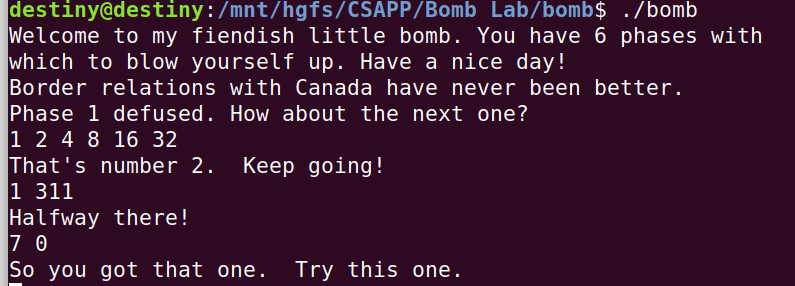 destiny@destiny:/mnt/hgfs/CSAPP/Bomb Lab/bomb$ ./bomb
Welcome to my fiendish little bomb. You have 6 phases with
which to blow yourself up. Have a nice day!
Border relations with Canada have never been better.
Phase 1 defused. How about the next one?
1 2 4 8 16 32
That's number 2.  Keep going!
1 311
Halfway there!
7 0
So you got that one.  Try this one.